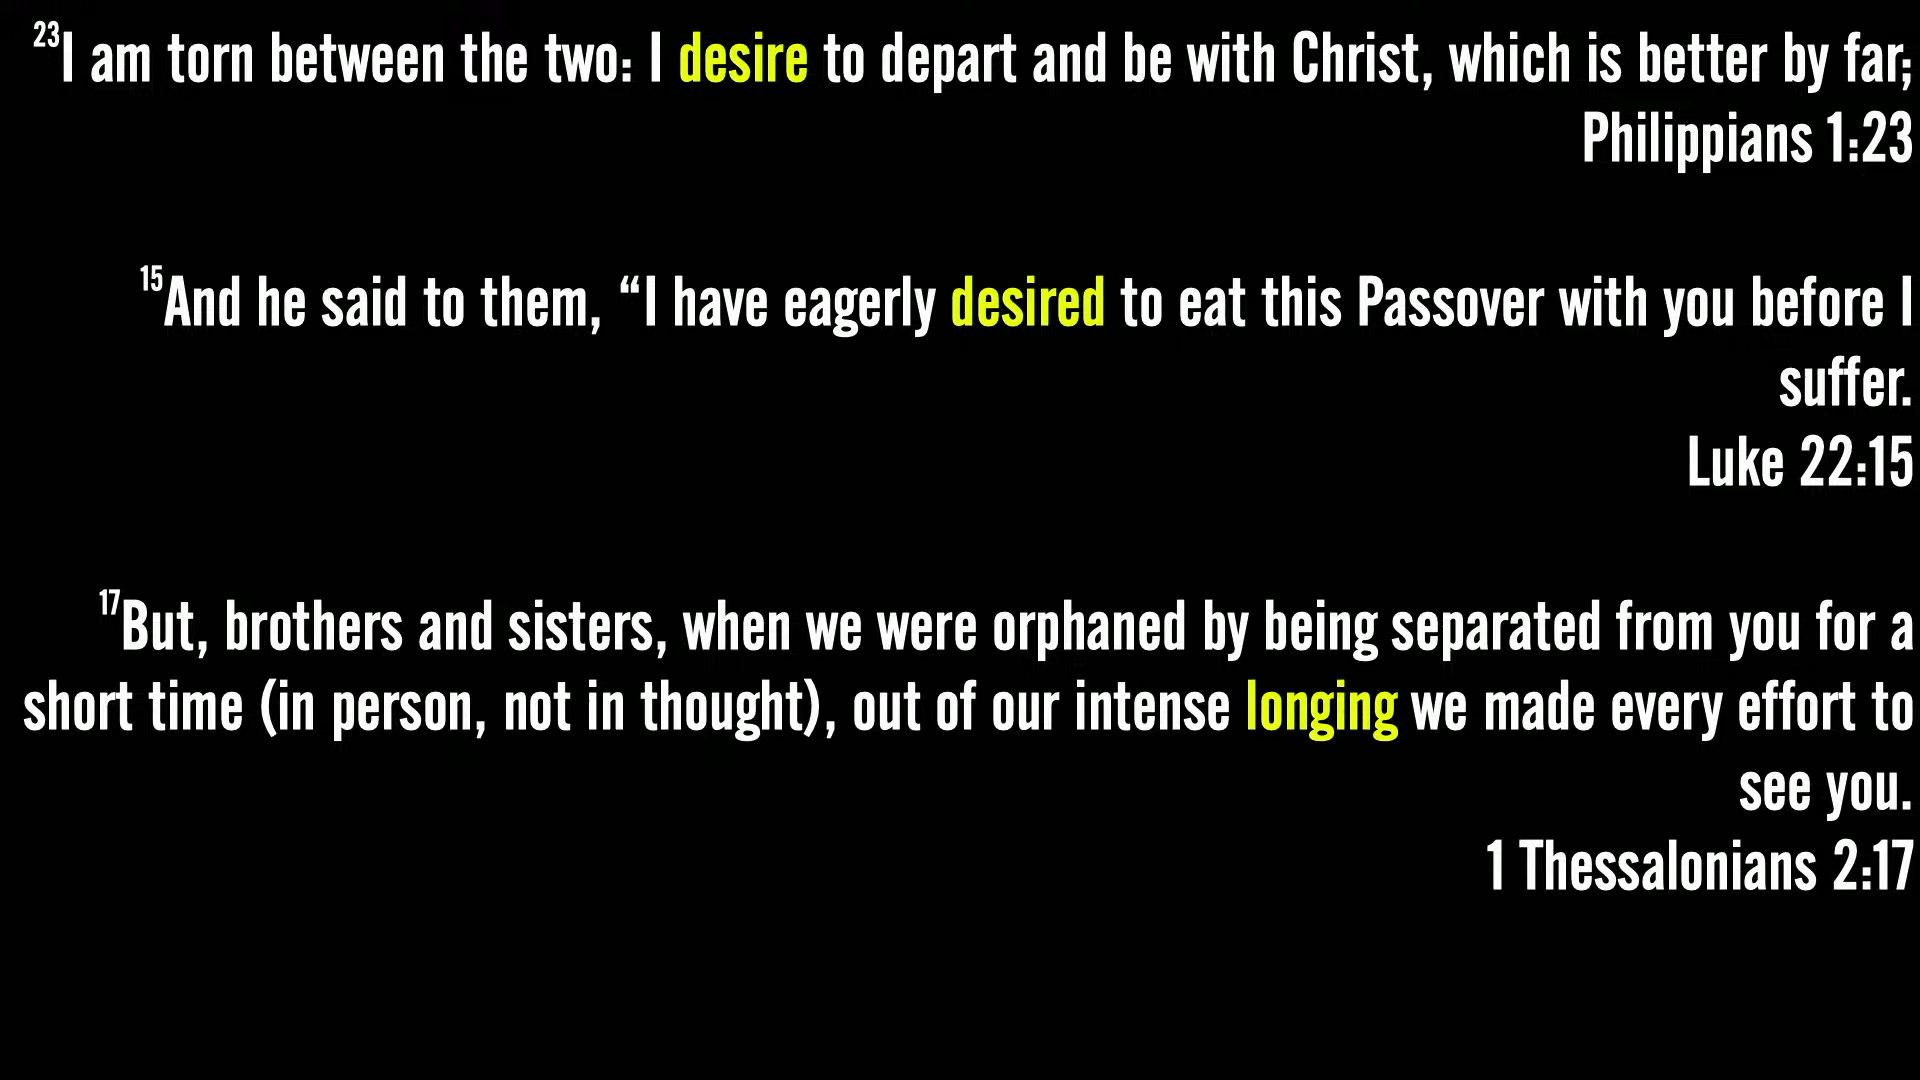 23I am torn between the two: I desire to depart and be with Christ, which is better by far;
Philippians 1:23
15And he said to them, “I have eagerly desired to eat this Passover with you before I
suffer.
Luke 22:15
17But, brothers and sisters, when we were orphaned by being separated from you for a
short time (in person, not in thought), out of our intense longing we made every effort to
see you.
1 Thessalonians 2:17